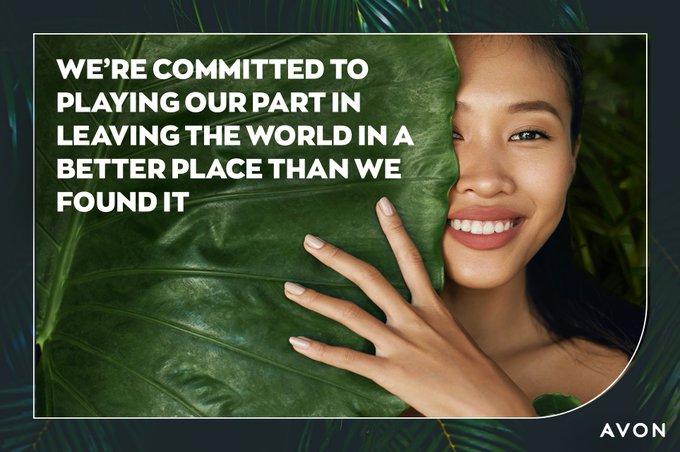 WE’RE COMMITTED TO
PLAYING OUR PART IN
LEAVING THE WORLD IN A
BETTER PLACE THAN WE
FOUND IT
AVON